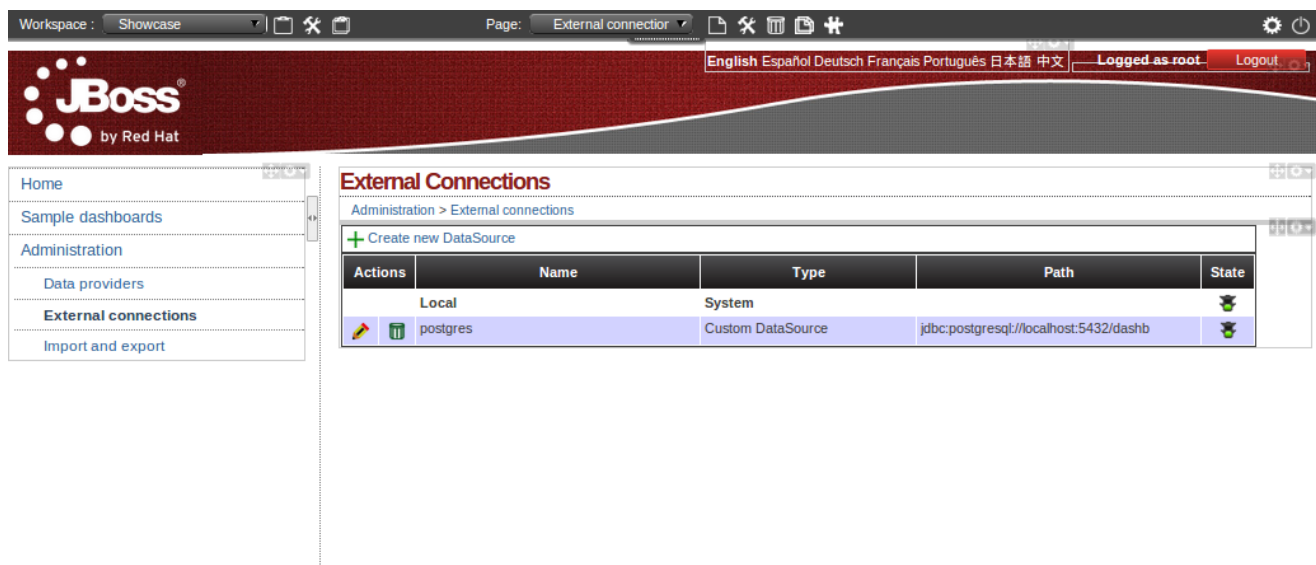 Workspace : Showcase Page: External connection
English Español Deutsch Français Português 日本語 中文 Logged as root Logout
JBoss®
by Red Hat
Home
Sample dashboards
Administration
Data providers
External connections
Import and export
External Connections
Administration > External connections
Create new DataSource
Actions Name Type Path State
Local System
postgres Custom DataSource jdbc:postgresql://localhost:5432/dashb